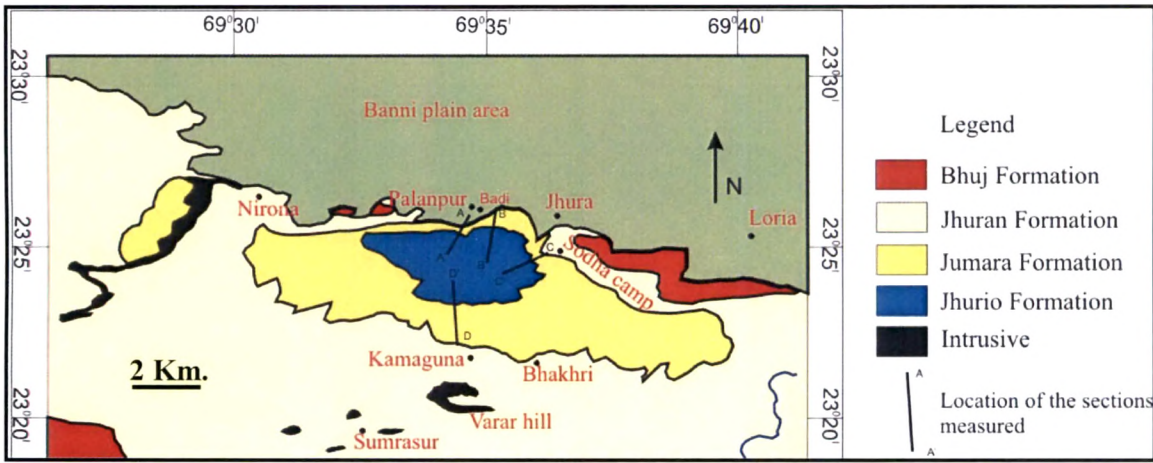 69°30' 69°35' 69°40'
23°30' 23°30'
Banni plain area
N
Palanpur Badi Jhura
A B
Nirona Loria
23°25' 23°25'
C Sodha camp
A' B' C'
D'
D
Kamaguna
Bhakhri
2 Km.
Varar hill
Sumrasur
23°20' 23°20'
Legend
Bhuj Formation
Jhuran Formation
Jumara Formation
Jhurio Formation
Intrusive
A
Location of the sections
measured
A